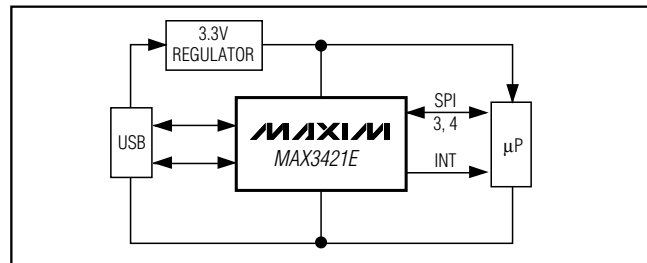 3.3V
REGULATOR
USB
MAXIM
MAX3421E
SPI
3, 4
INT
μP